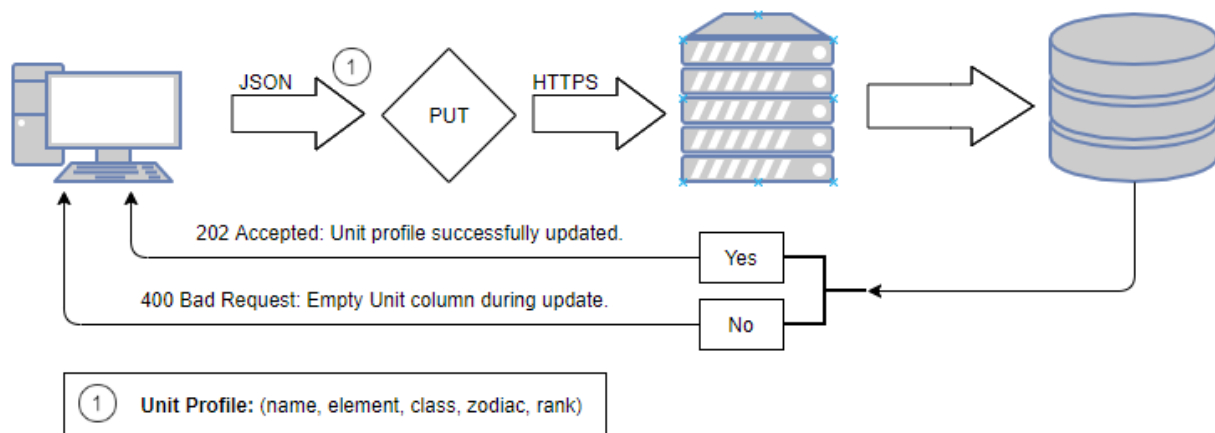 JSON
1
PUT
HTTPS
202 Accepted: Unit profile successfully updated.
Yes
400 Bad Request: Empty Unit column during update.
No
1 Unit Profile: (name, element, class, zodiac, rank)